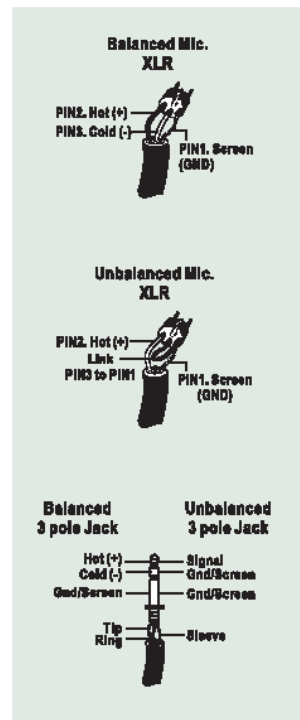 Balanced Mic.
XLR
PIN2. Hot (+)
PIN3. Cold (-)
PIN1. Screen
(GND)
Unbalanced Mic.
XLR
PIN2. Hot (+)
Link
PIN3 to PIN1
PIN1. Screen
(GND)
Balanced
3 pole Jack
Unbalanced
3 pole Jack
Hot (+)
Signal
Cold (-)
Gnd/Screen
Gnd/Screen
Gnd/Screen
Tip
Ring
Sleeve